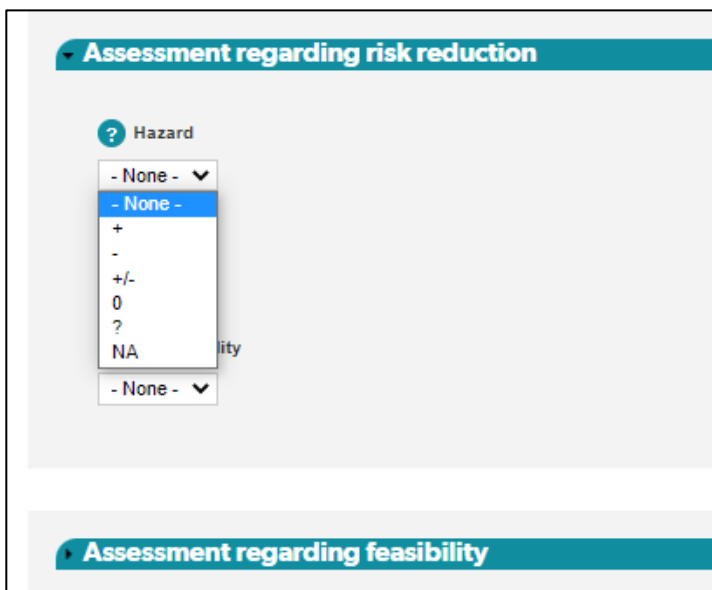 Assessment regarding risk reduction
? Hazard
- None -
- None -
+
-
+/-
0
?
NA
lity
- None -
Assessment regarding feasibility